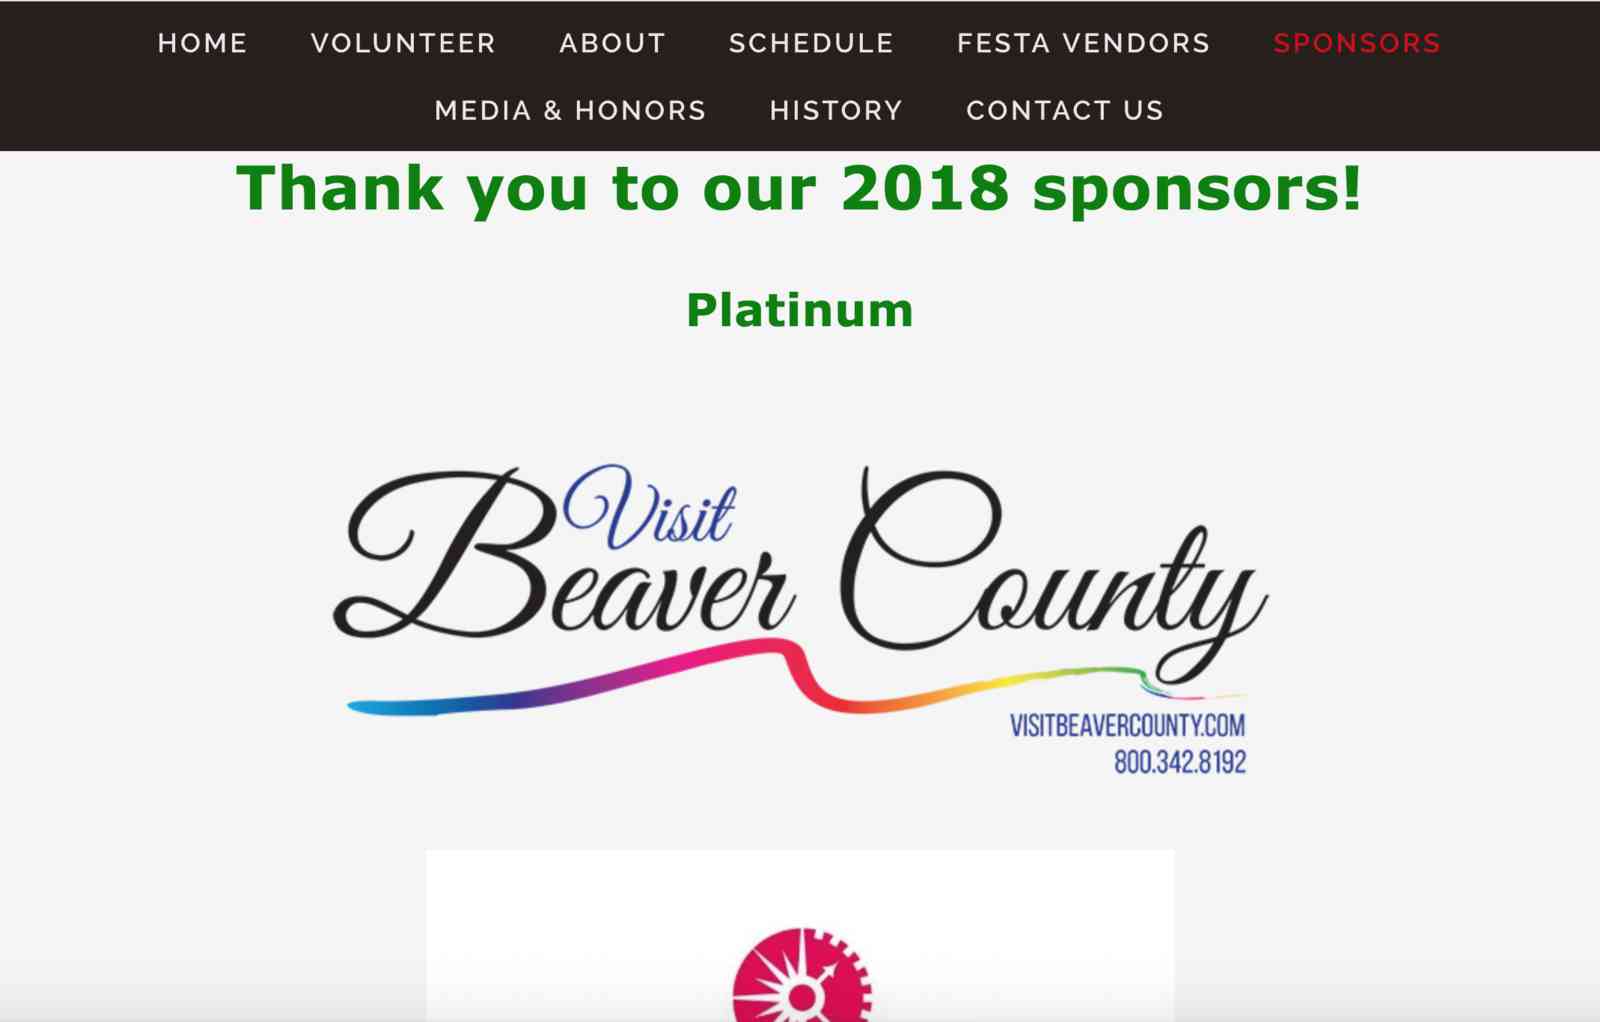 HOME VOLUNTEER ABOUT SCHEDULE FESTA VENDORS SPONSORS
MEDIA & HONORS HISTORY CONTACT US
Thank you to our 2018 sponsors!
Platinum
Visit
Beaver County
VISITBEAVERCOUNTY.COM
800.342.8192